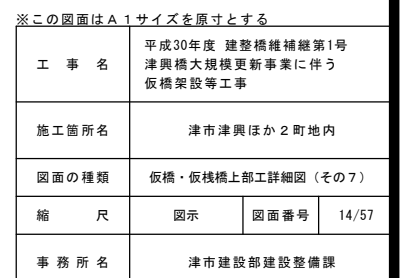 ※この図面はA1サイズを原寸とする
工事名
平成30年度 建整橋維補継第1号
津興橋大規模更新事業に伴う
仮橋架設等工事
施工箇所名
津市津興ほか2町地内
図面の種類
仮橋・仮桟橋上部工詳細図(その7)
縮尺
図示
図面番号
14/57
事務所名
津市建設部建設整備課